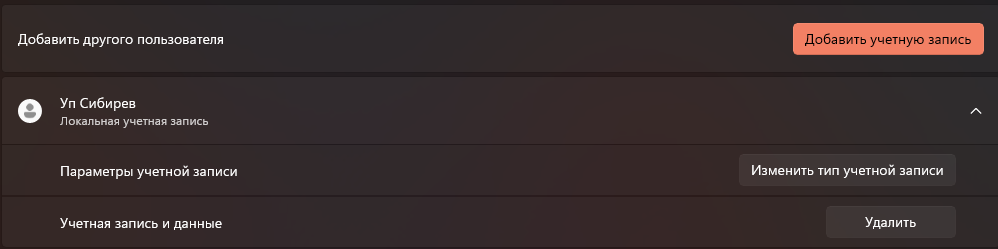 Добавить другого пользователя
Добавить учетную запись
Уп Сибирев
Локальная учетная запись
Параметры учетной записи
Изменить тип учетной записи
Учетная запись и данные
Удалить